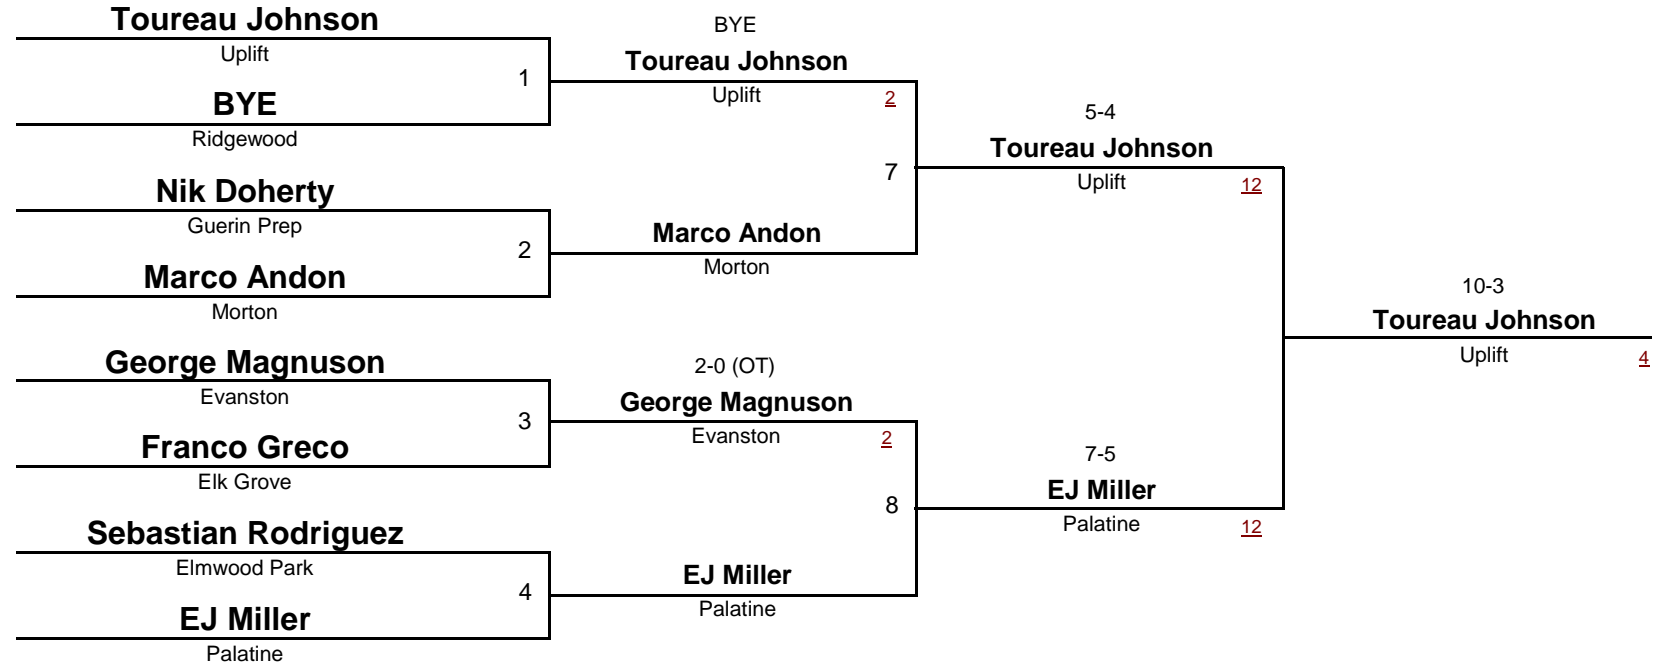 Toureau Johnson
Uplift
1
BYE
Ridgewood
Nik Doherty
Guerin Prep
2
Marco Andon
Morton
George Magnuson
Evanston
3
Franco Greco
Elk Grove
Sebastian Rodriguez
Elmwood Park
4
EJ Miller
Palatine
BYE
Toureau Johnson
Uplift 2
7
Marco Andon
Morton
2-0 (OT)
George Magnuson
Evanston 2
8
EJ Miller
Palatine
5-4
Toureau Johnson
Uplift 12
7-5
EJ Miller
Palatine 12
10-3
Toureau Johnson
Uplift 4